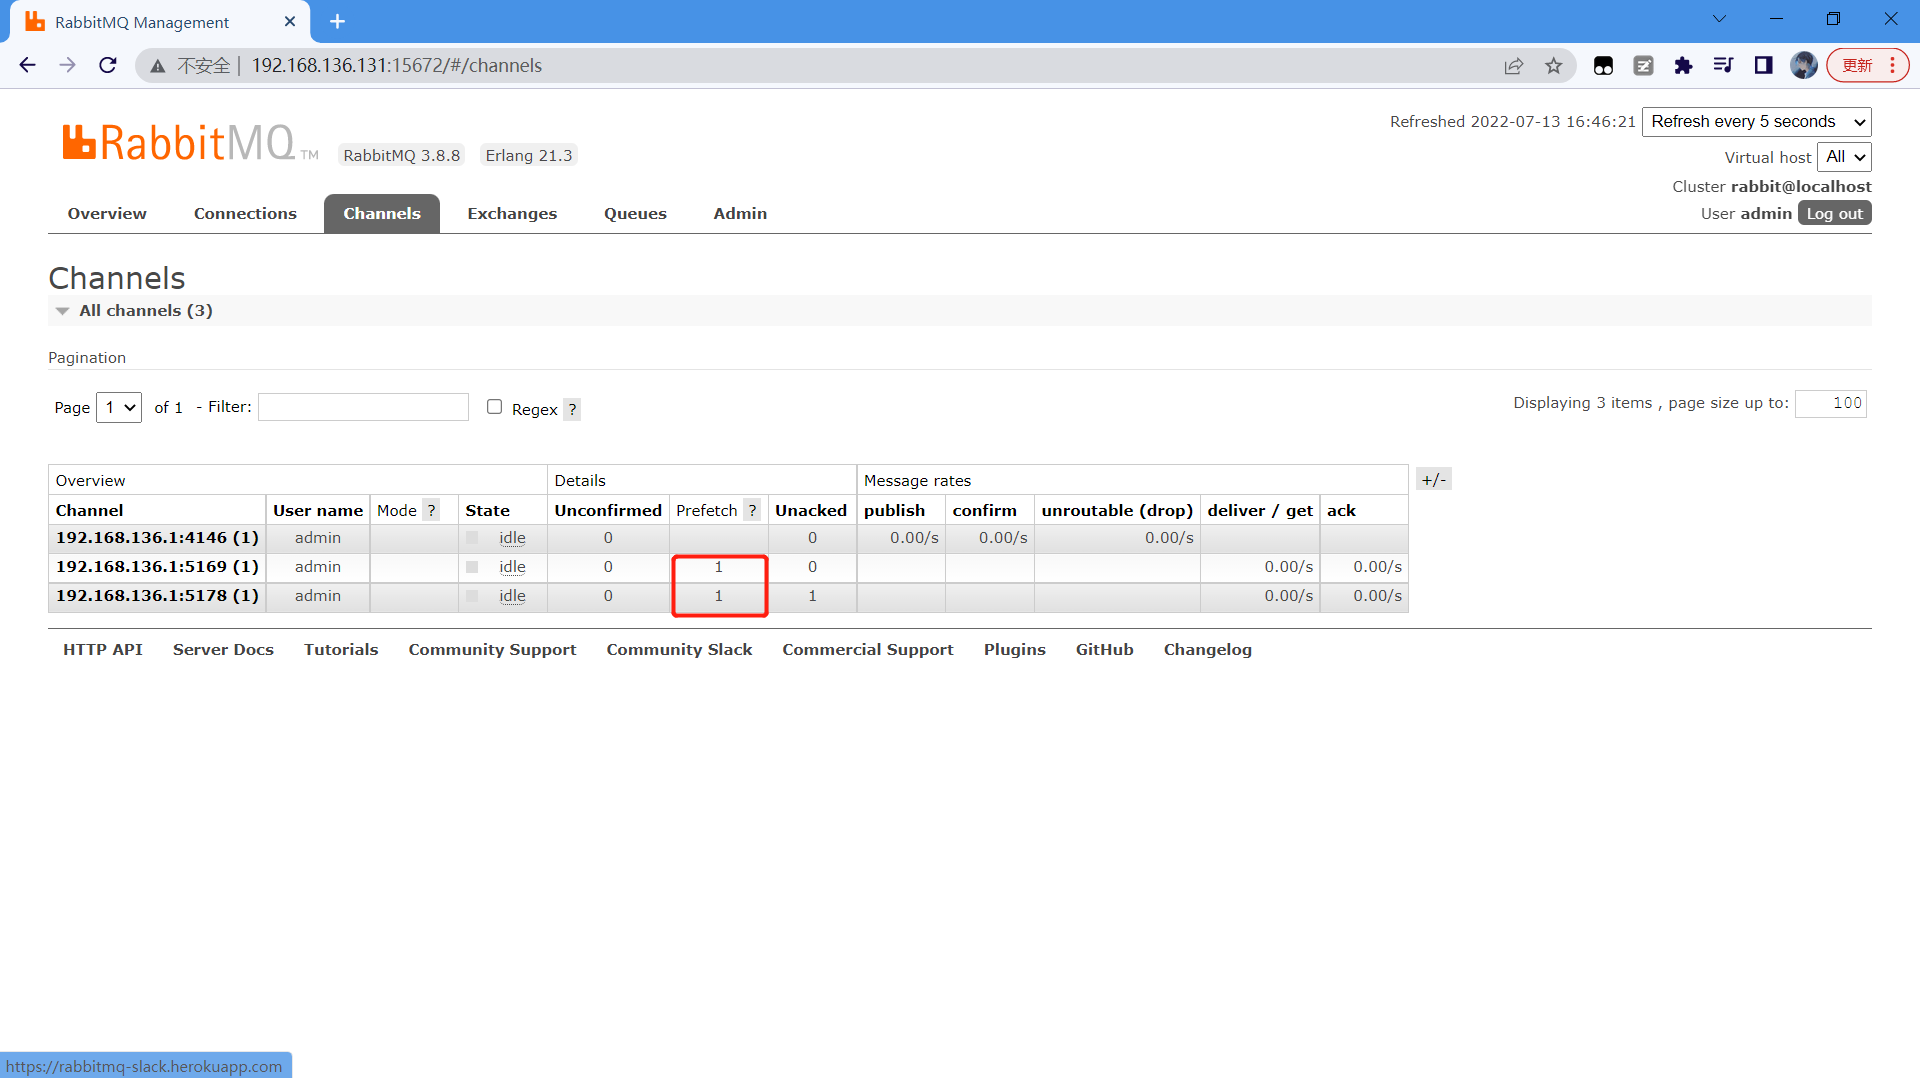 RabbitMQ Management
不安全 192.168.136.131:15672/#/channels
更新
RabbitMQ TM RabbitMQ 3.8.8 Erlang 21.3
Refreshed 2022-07-13 16:46:21 Refresh every 5 seconds
Virtual host All
Cluster rabbit@localhost
User admin Log out
Overview Connections Channels Exchanges Queues Admin
Channels
All channels (3)
Pagination
Page 1 of 1 - Filter: Regex ? Displaying 3 items , page size up to: 100
Overview Details Message rates +/-
Channel User name Mode ? State Unconfirmed Prefetch ? Unacked publish confirm unroutable (drop) deliver / get ack
192.168.136.1:4146 (1) admin idle 0 0 0.00/s 0.00/s 0.00/s
192.168.136.1:5169 (1) admin idle 0 1 0 0.00/s 0.00/s
192.168.136.1:5178 (1) admin idle 0 1 1 0.00/s 0.00/s
HTTP API Server Docs Tutorials Community Support Community Slack Commercial Support Plugins GitHub Changelog
https://rabbitmq-slack.herokuapp.com